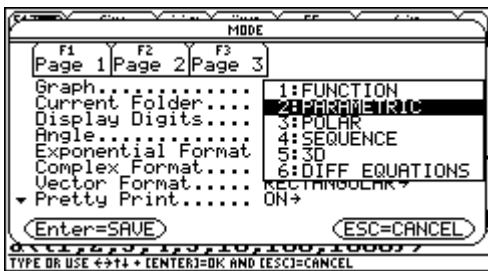 MODE
F1 F2 F3
Page 1 Page 2 Page 3
Graph..............
Current Folder....
Display Digits....
Angle..............
Exponential Format
Complex Format....
Vector Format..... RECTANGULAR→
Pretty Print...... ON→
1:FUNCTION
2:PARAMETRIC
3:POLAR
4:SEQUENCE
5:3D
6:DIFF EQUATIONS
Enter=SAVE ESC=CANCEL
TYPE OR USE ←→↑↓ + [ENTER]=OK AND [ESC]=CANCEL